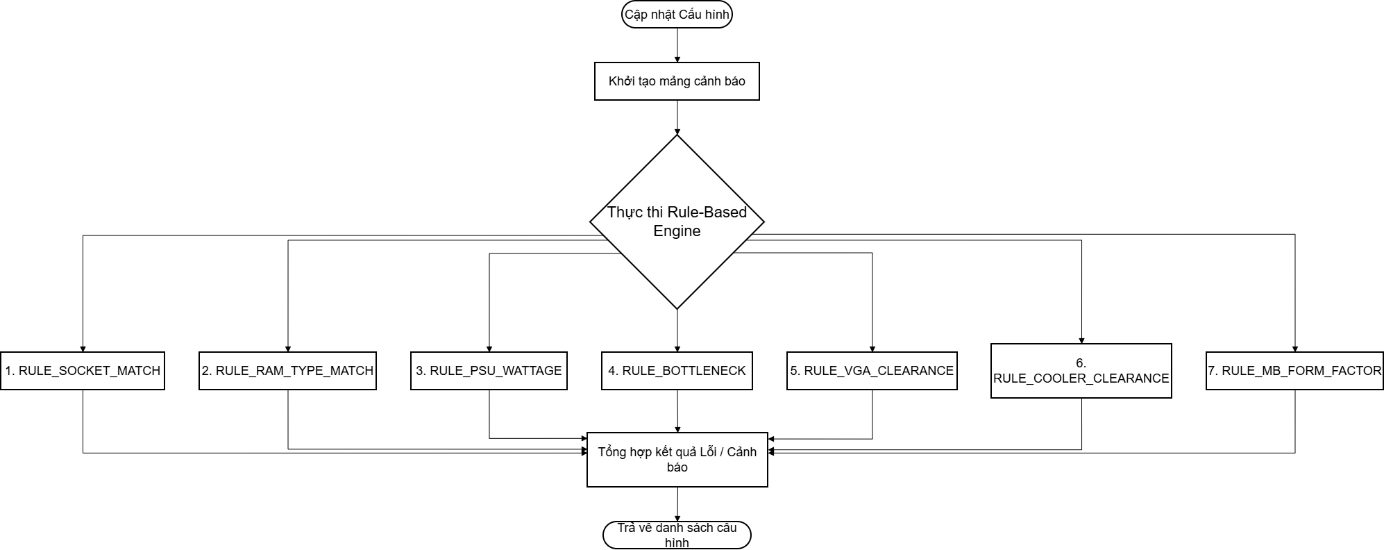 Cập nhật Cấu hình
Khởi tạo mảng cảnh báo
Thực thi Rule-Based
Engine
1. RULE_SOCKET_MATCH
2. RULE_RAM_TYPE_MATCH
3. RULE_PSU_WATTAGE
4. RULE_BOTTLENECK
5. RULE_VGA_CLEARANCE
6.
RULE_COOLER_CLEARANCE
7. RULE_MB_FORM_FACTOR
Tổng hợp kết quả Lỗi / Cảnh
báo
Trả về danh sách cấu
hình